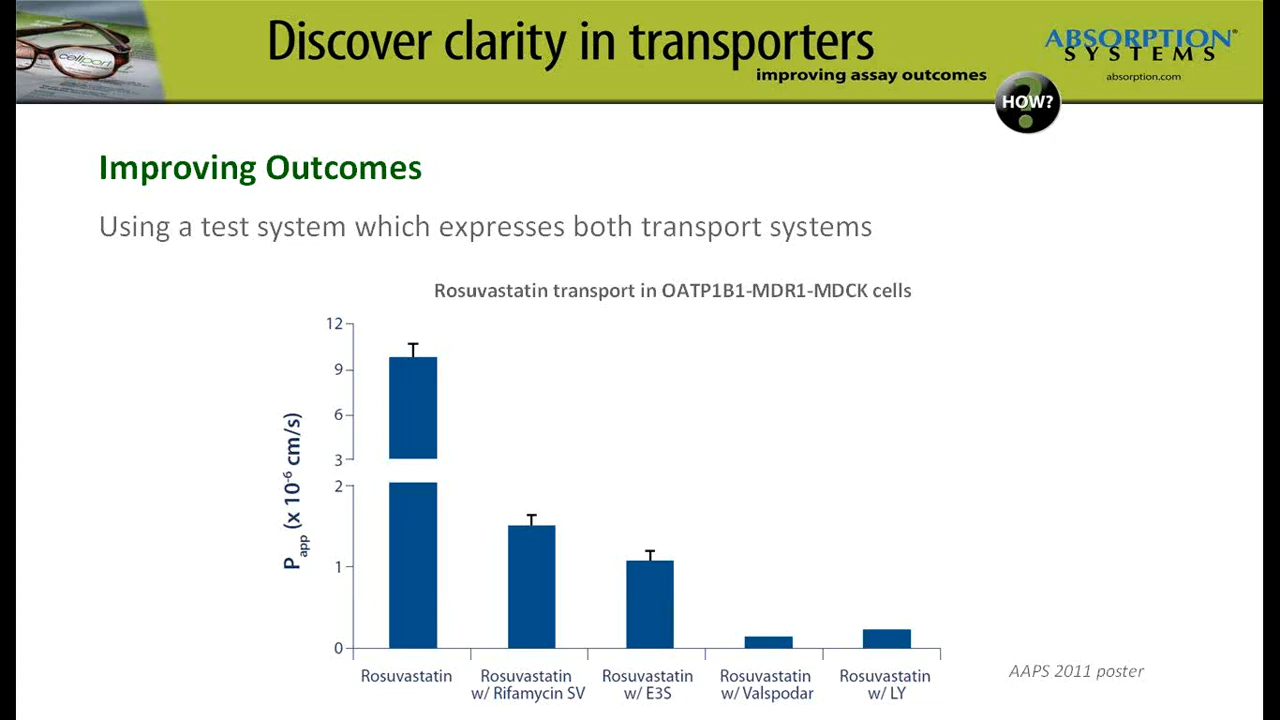 cellport
Discover clarity in transporters
improving assay outcomes
ABSORPTION®
SYSTEMS
absorption.com
HOW?
?
Improving Outcomes
Using a test system which expresses both transport systems
Rosuvastatin transport in OATP1B1-MDR1-MDCK cells
12
9
6
3
2
1
0
Papp (x 10-6 cm/s)
Rosuvastatin
Rosuvastatin
w/ Rifamycin SV
Rosuvastatin
w/ E3S
Rosuvastatin
w/ Valspodar
Rosuvastatin
w/ LY
AAPS 2011 poster